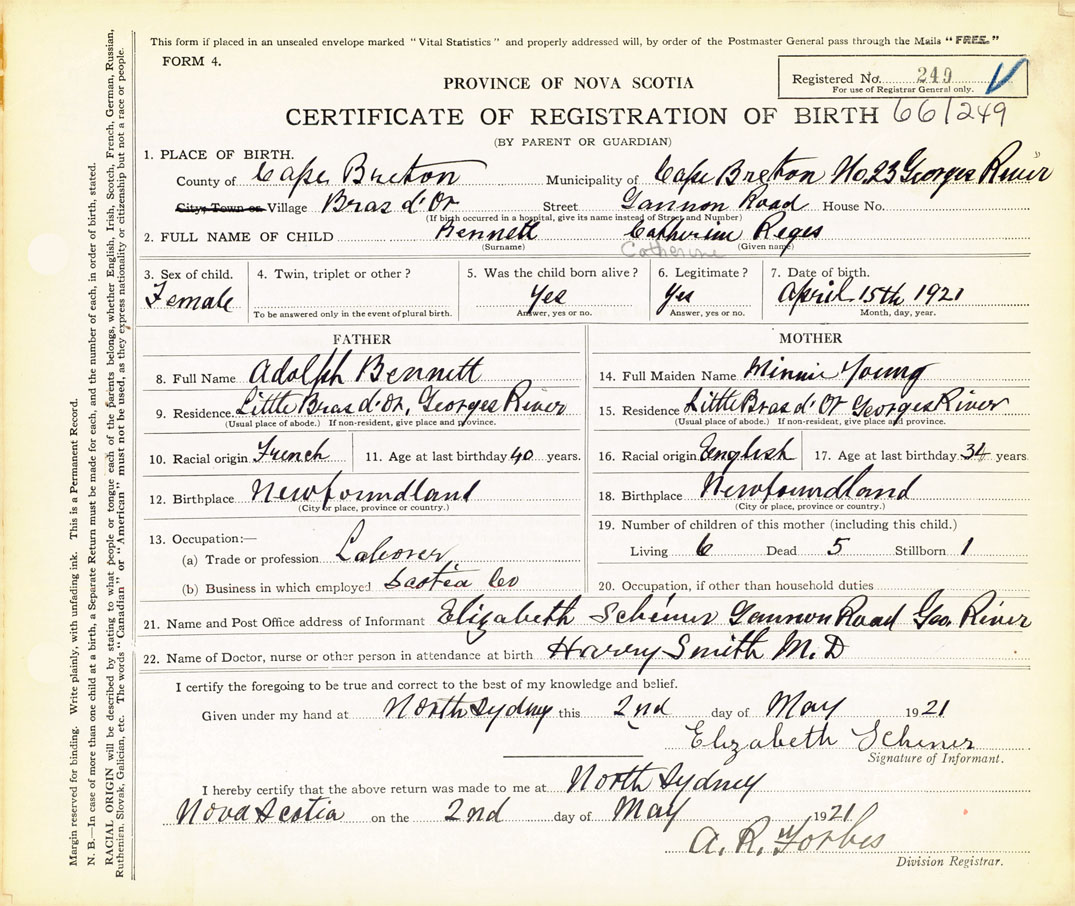 This form if placed in an unsealed envelope marked "Vital Statistics" and properly addressed will, by order of the Postmaster General pass through the Mails "FREE."
FORM 4.
Registered No. 249
For use of Registrar General only.
PROVINCE OF NOVA SCOTIA
CERTIFICATE OF REGISTRATION OF BIRTH 66/249
(BY PARENT OR GUARDIAN)
1. PLACE OF BIRTH.
County of Cape Breton Municipality of Cape Breton No. 23 Georges River
City, Town or Village Bras d'Or Street Gannon Road House No.
(If birth occurred in a hospital, give its name instead of Street and Number)
2. FULL NAME OF CHILD Bennett Catherine Reges
(Surname) Catherine (Given name)
3. Sex of child. 4. Twin, triplet or other? 5. Was the child born alive? 6. Legitimate? 7. Date of birth.
Female Yes Yes April 15th 1921
To be answered only in the event of plural birth. Answer, yes or no. Answer, yes or no. Month, day, year.
FATHER
8. Full Name Adolph Bennett
9. Residence Little Bras d'Or, Georges River
(Usual place of abode.) If non-resident, give place and province.
10. Racial origin French 11. Age at last birthday 40 years.
12. Birthplace Newfoundland
(City or place, province or country.)
13. Occupation:—
(a) Trade or profession Laborer
(b) Business in which employed Scotia Co
MOTHER
14. Full Maiden Name Minnie Young
15. Residence Little Bras d'Or Georges River
(Usual place of abode.) If non-resident, give place and province.
16. Racial origin English 17. Age at last birthday 34 years
18. Birthplace Newfoundland
(City or place, province or country.)
19. Number of children of this mother (including this child.)
Living 6 Dead 5 Stillborn 1
20. Occupation, if other than household duties
21. Name and Post Office address of Informant Elizabeth Schener Gannon Road Geo River
22. Name of Doctor, nurse or other person in attendance at birth Harry Smith M.D
I certify the foregoing to be true and correct to the best of my knowledge and belief.
Given under my hand at North Sydney this 2nd day of May 1921
Elizabeth Schener
Signature of Informant.
I hereby certify that the above return was made to me at North Sydney
Nova Scotia on the 2nd day of May 1921
A. R. Forbes
Division Registrar.
Margin reserved for binding. Write plainly, with unfading ink. This is a Permanent Record.
N. B.—In case of more than one child at a birth, a Separate Return must be made for each, and the number of each, in order of birth, stated.
RACIAL ORIGIN will be described by stating to what people or tongue each of the parents belongs, whether English, Irish, Scotch, French, German, Russian,
Ruthenian, Slovak, Galician, etc. The words "Canadian" or "American" must not be used, as they express nationality or citizenship but not a race or people.